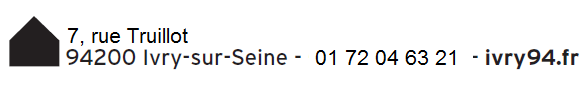 7, rue Truillot
94200 Ivry-sur-Seine - 01 72 04 63 21 - ivry94.fr